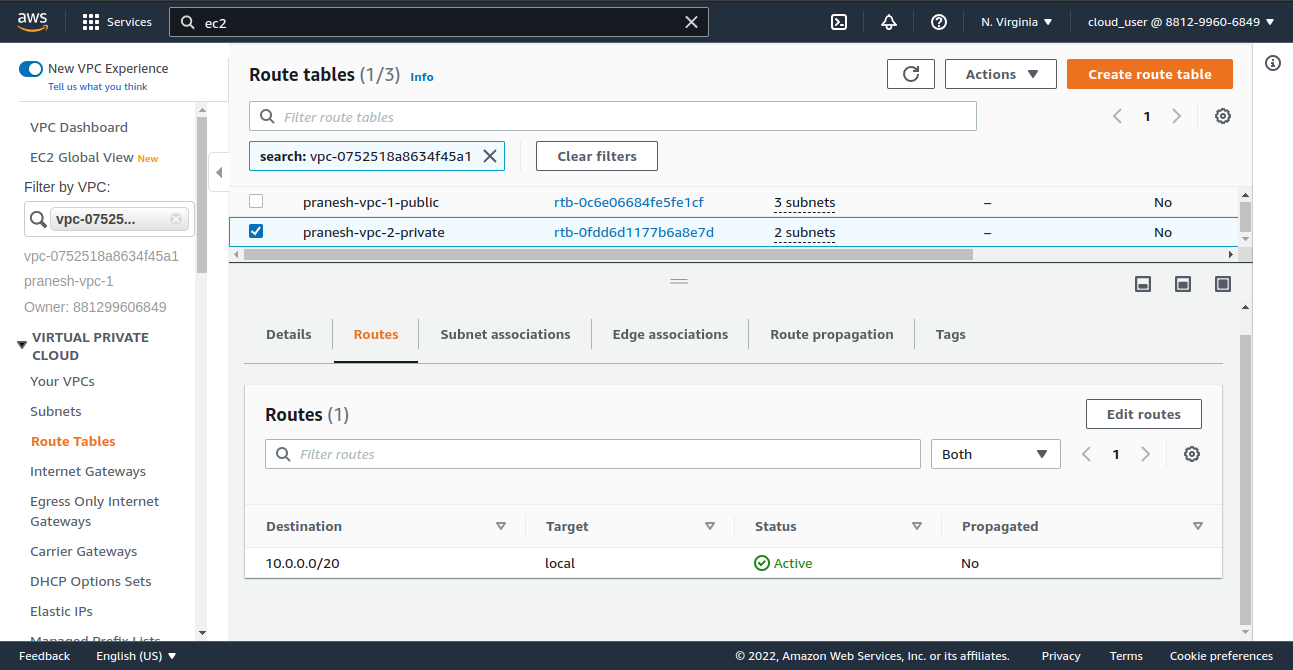 aws
Services
ec2
N. Virginia
cloud_user @ 8812-9960-6849
New VPC Experience
Tell us what you think
VPC Dashboard
EC2 Global View New
Filter by VPC:
vpc-07525...
vpc-0752518a8634f45a1
pranesh-vpc-1
Owner: 881299606849
VIRTUAL PRIVATE
CLOUD
Your VPCs
Subnets
Route Tables
Internet Gateways
Egress Only Internet
Gateways
Carrier Gateways
DHCP Options Sets
Elastic IPs
Managed Prefix Lists
Route tables (1/3) Info
Actions
Create route table
Filter route tables
1
search: vpc-0752518a8634f45a1
Clear filters
pranesh-vpc-1-public rtb-0c6e06684fe5fe1cf 3 subnets – No
pranesh-vpc-2-private rtb-0fdd6d1177b6a8e7d 2 subnets – No
Details Routes Subnet associations Edge associations Route propagation Tags
Routes (1)
Edit routes
Filter routes
Both
1
Destination Target Status Propagated
10.0.0.0/20 local Active No
Feedback English (US) © 2022, Amazon Web Services, Inc. or its affiliates. Privacy Terms Cookie preferences